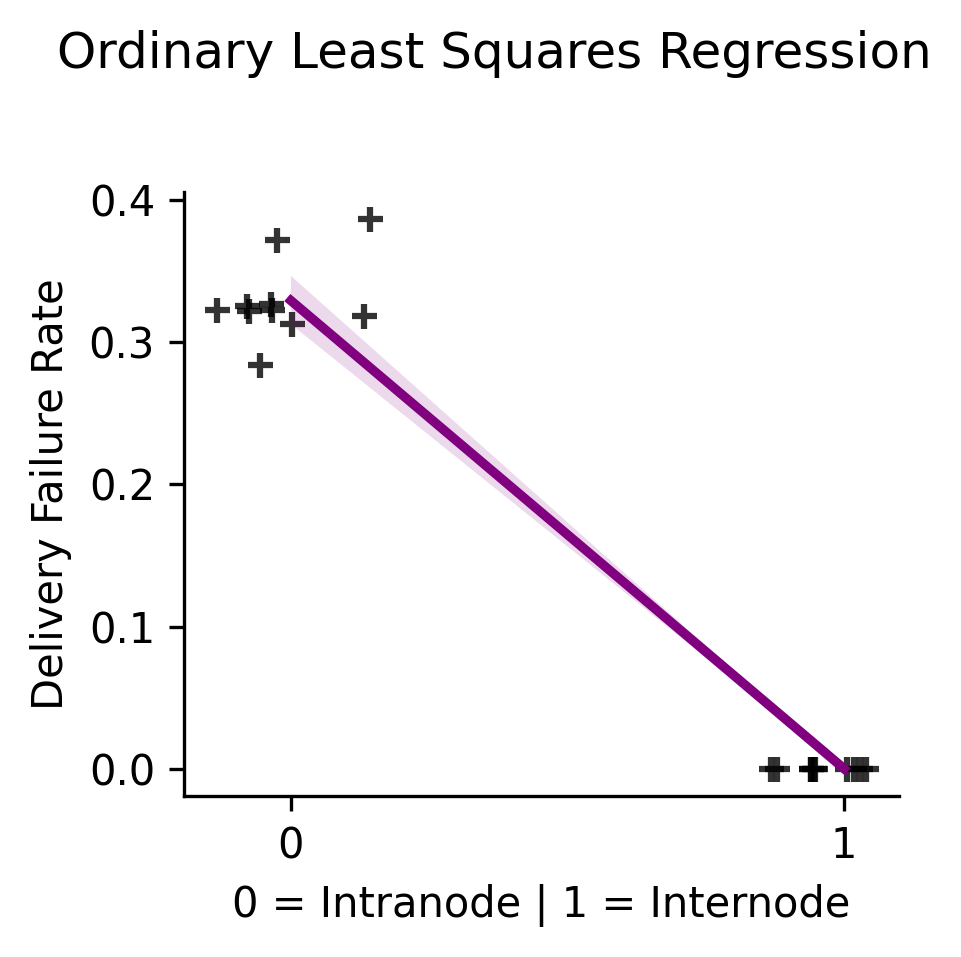 Ordinary Least Squares Regression
0.4
0.3
0.2
0.1
0.0
Delivery Failure Rate
0 1
0 = Intranode | 1 = Internode